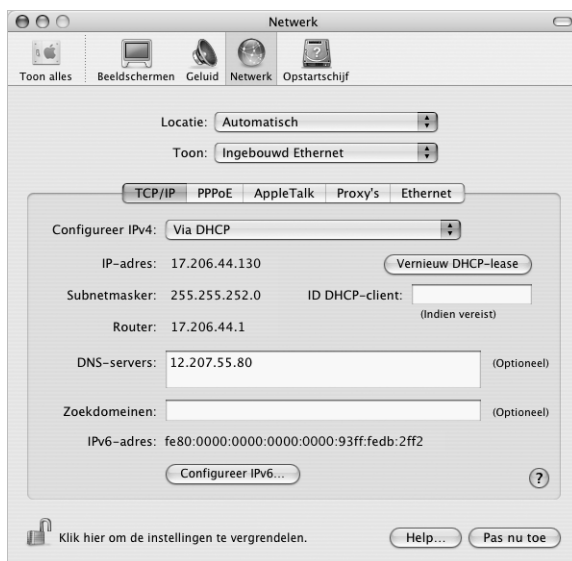 Netwerk
Toon alles Beeldschermen Geluid Netwerk Opstartschijf
Locatie: Automatisch
Toon: Ingebouwd Ethernet
TCP/IP PPPoE AppleTalk Proxy's Ethernet
Configureer IPv4: Via DHCP
IP-adres: 17.206.44.130 Vernieuw DHCP-lease
Subnetmasker: 255.255.252.0 ID DHCP-client:
(Indien vereist)
Router: 17.206.44.1
DNS-servers: 12.207.55.80 (Optioneel)
Zoekdomeinen: (Optioneel)
IPv6-adres: fe80:0000:0000:0000:0000:93ff:fedb:2ff2
Configureer IPv6... ?
Klik hier om de instellingen te vergrendelen. Help... Pas nu toe